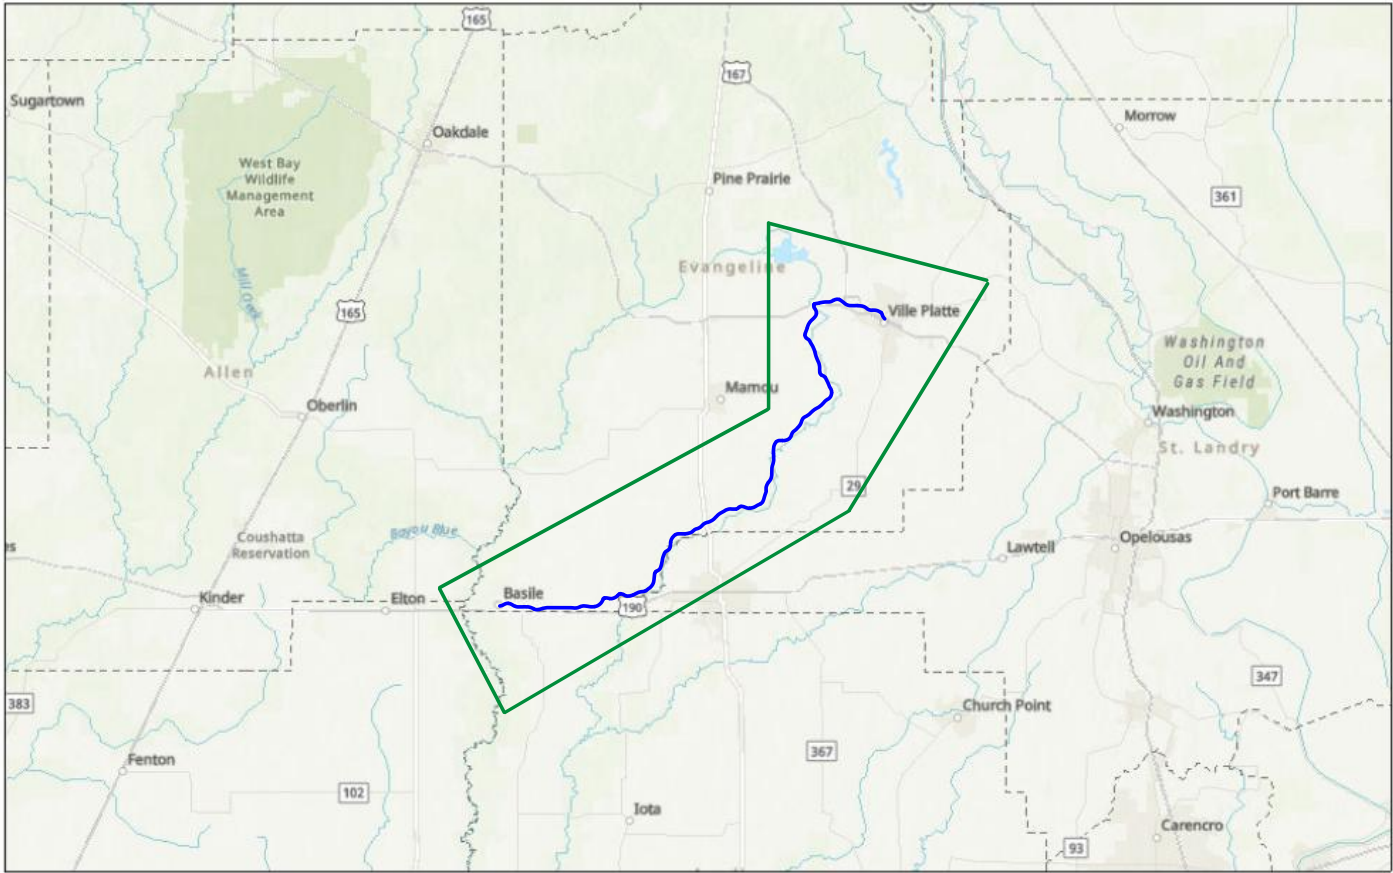 165
167
Sugartown
Morrow
Oakdale
West Bay
Wildlife
Management
Area
Pine Prairie
361
Evangeline
Mill Creek
165
Ville Platte
Washington
Oil And
Gas Field
Allen
Mamou
Oberlin
Washington
St. Landry
29
Port Barre
Bayou Blue
Coushatta
Reservation
es
Lawtell
Opelousas
Kinder
Elton
Basile
190
347
383
Church Point
367
Fenton
102
Iota
Carencro
93